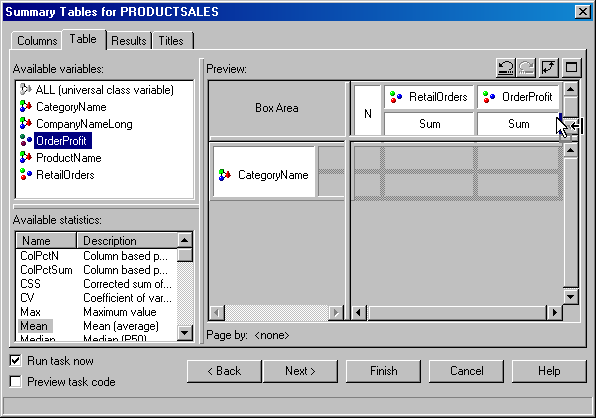 Summary Tables for PRODUCTSALES
Columns Table Results Titles
Available variables:
ALL (universal class variable)
CategoryName
CompanyNameLong
OrderProfit
ProductName
RetailOrders
Available statistics:
Name Description
ColPctN Column based p...
ColPctSum Column based p...
CSS Corrected sum of...
CV Coefficient of var...
Max Maximum value
Mean Mean (average)
Median Median (P50)
Preview:
Box Area
N
RetailOrders OrderProfit
Sum Sum
CategoryName
Page by: <none>
Run task now
Preview task code
< Back Next > Finish Cancel Help